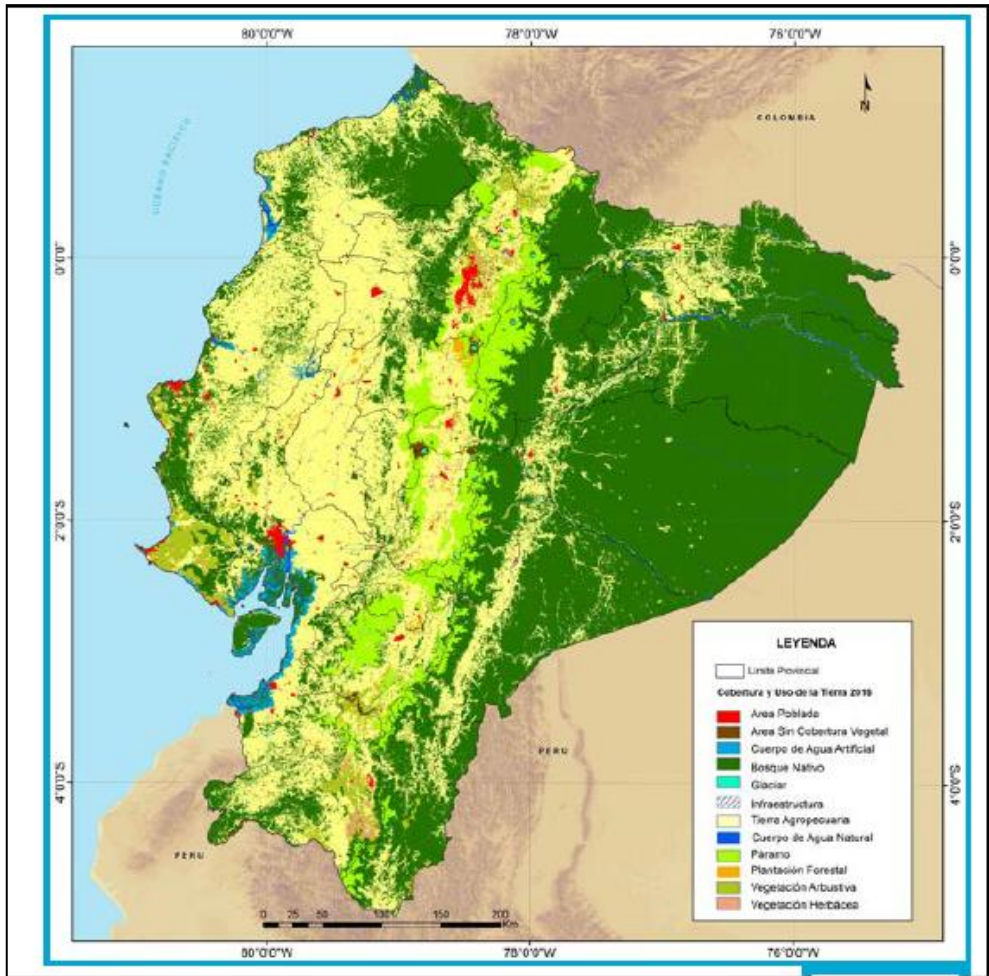 80°0'0"W 78°0'0"W 76°0'0"W
N
COLOMBIA
OCEANO PACIFICO
0°0'0" 0°0'0"
2°0'0"S 2°0'0"S
4°0'0"S 4°0'0"S
PERU
PERU
LEYENDA
Limite Provincial
Cobertura y Uso de la Tierra
Area Poblada
Area Sin Cobertura Vegetal
Cuerpo de Agua Artificial
Bosque Nativo
Glaciar
Infraestructura
Tierra Agropecuaria
Cuerpo de Agua Natural
Páramo
Plantación Forestal
Vegetación Arbustiva
Vegetación Herbácea
0 25 50 100 150 200
Km
80°0'0"W 78°0'0"W 76°0'0"W